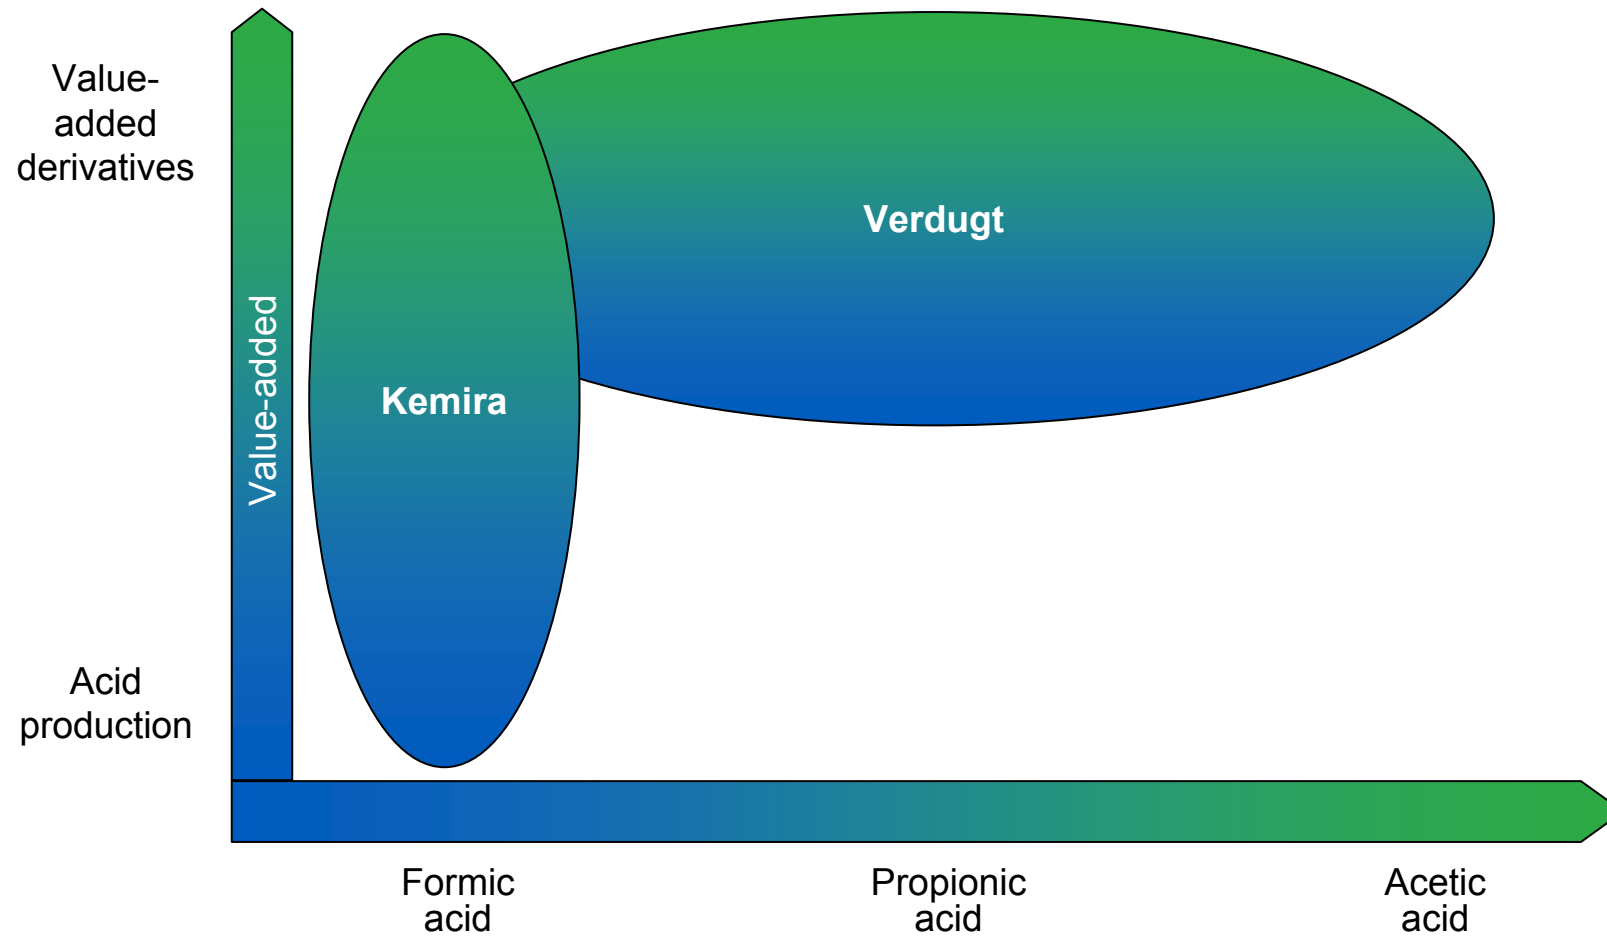 Value-
added
derivatives
Value-added
Verdugt
Kemira
Acid
production
Formic
acid
Propionic
acid
Acetic
acid